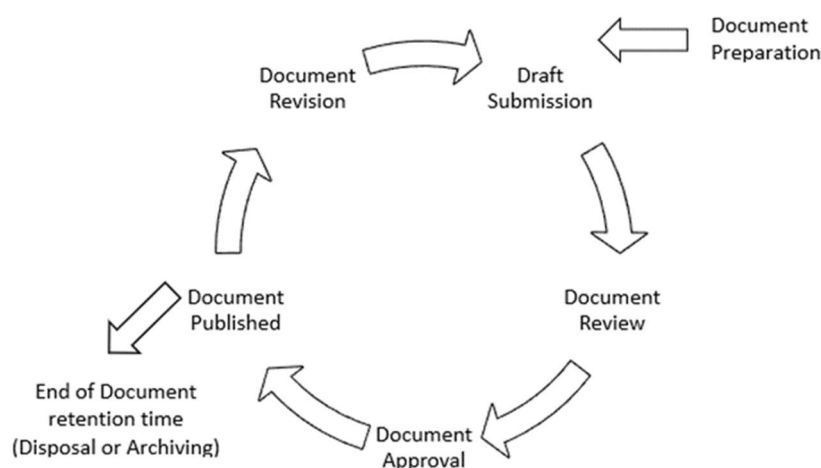 Document
Preparation
Document
Revision
Draft
Submission
Document
Published
Document
Review
End of Document
retention time
(Disposal or Archiving)
Document
Approval